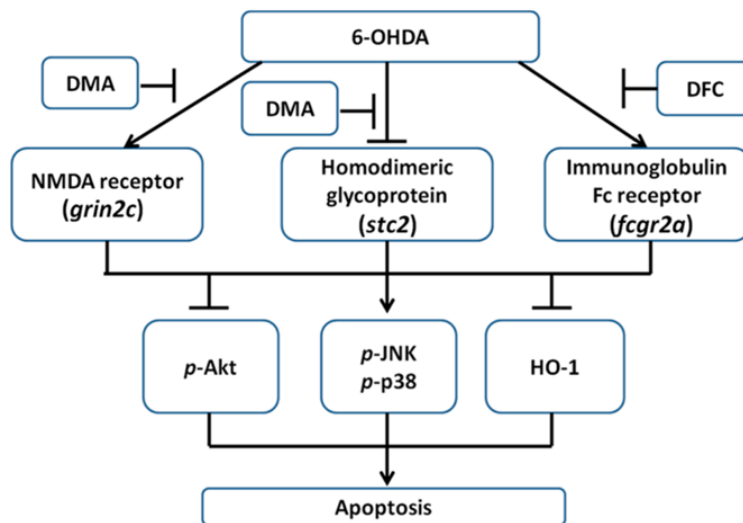 6-OHDA
DMA
DMA
DFC
NMDA receptor
(grin2c)
Homodimeric
glycoprotein
(stc2)
Immunoglobulin
Fc receptor
(fcgr2a)
p-Akt
p-JNK
p-p38
HO-1
Apoptosis